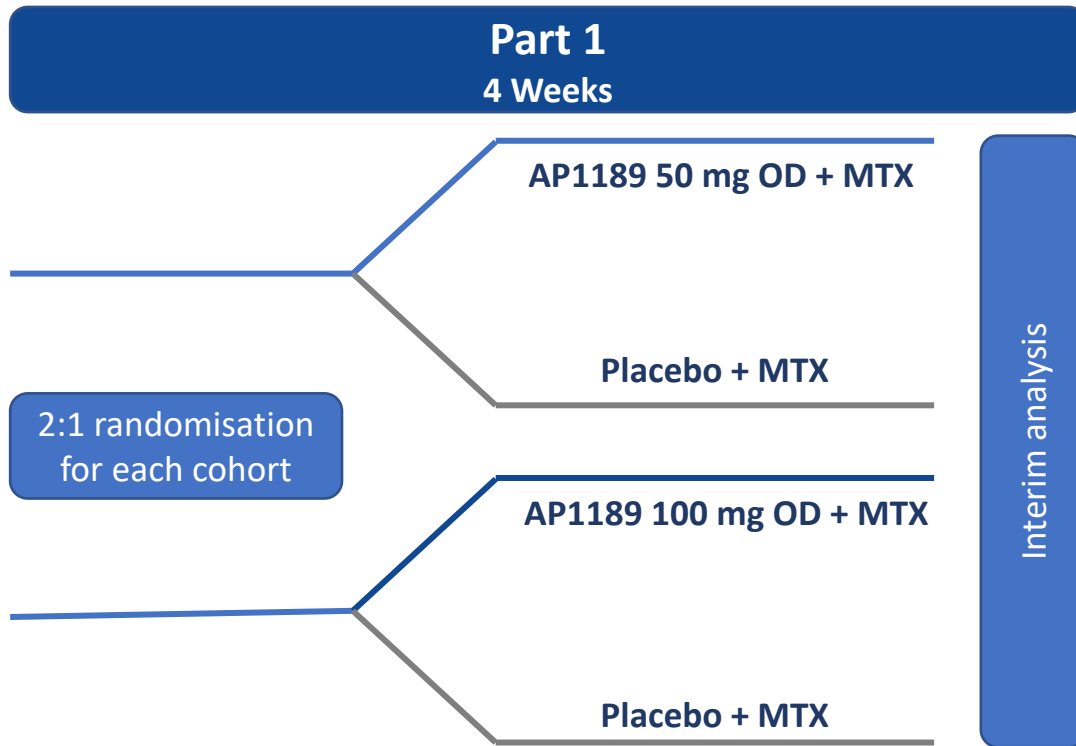 Part 1
4 Weeks
AP1189 50 mg OD + MTX
Placebo + MTX
2:1 randomisation
for each cohort
AP1189 100 mg OD + MTX
Placebo + MTX
Interim analysis